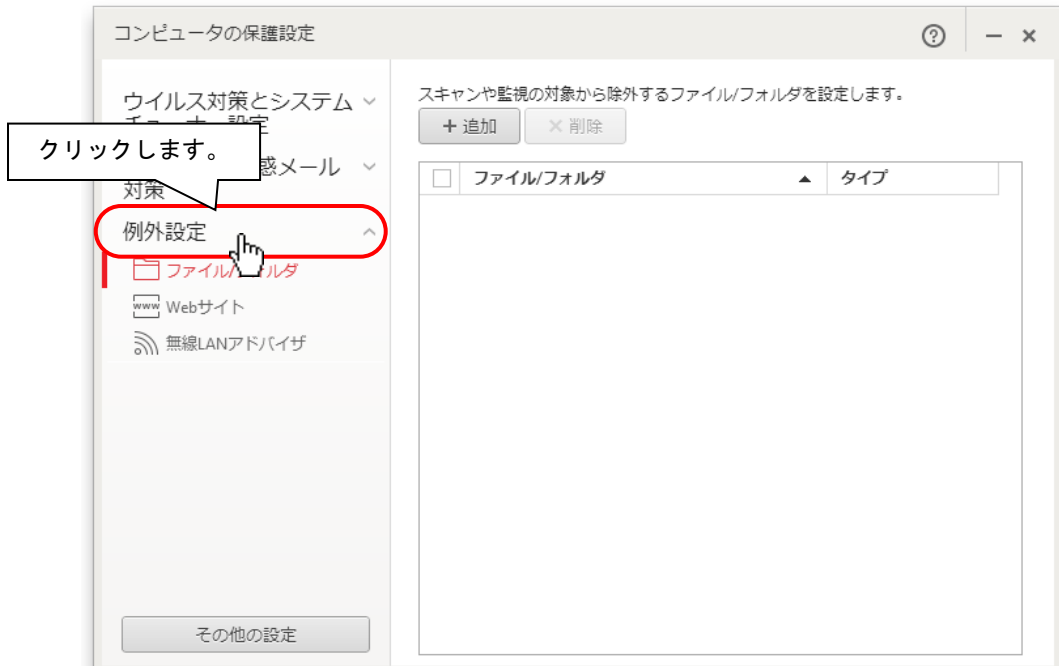 コンピュータの保護設定
スキャンや監視の対象から除外するファイル/フォルダを設定します。
+ 追加
× 削除
ファイル/フォルダ
タイプ
ウイルス対策とシステム
クリックします。
惑メール
対策
例外設定
ファイル/ ルダ
www Webサイト
無線LANアドバイザ
その他の設定